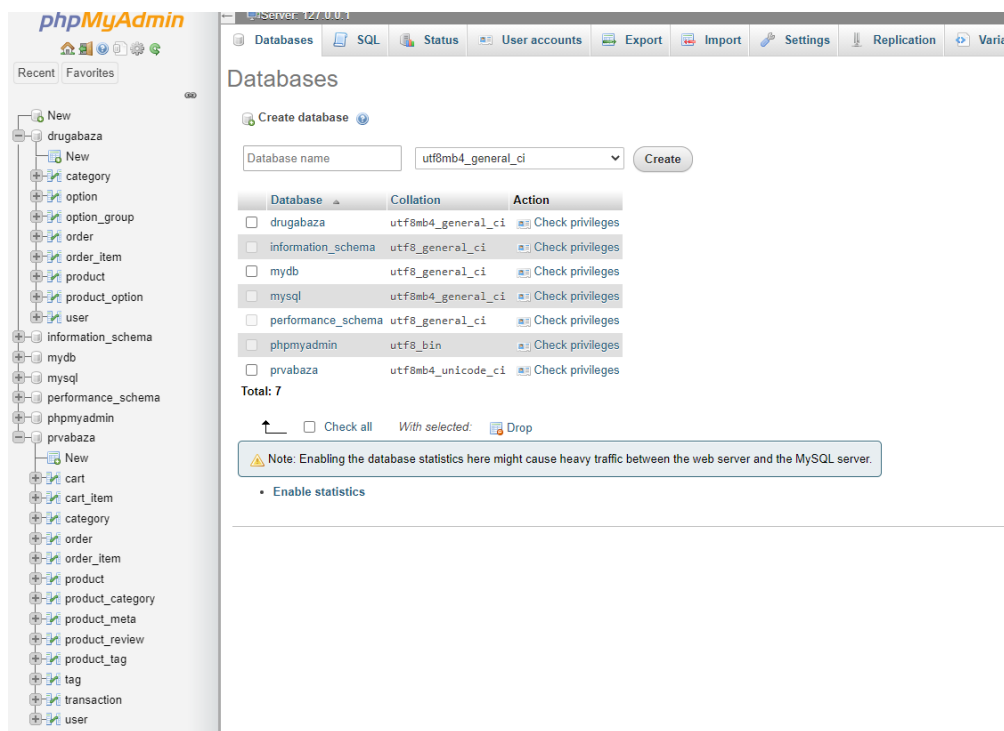 phpMyAdmin
Server: 127.0.0.1
Databases SQL Status User accounts Export Import Settings Replication Varia
Recent Favorites
New
drugabaza
New
category
option
option_group
order
order_item
product
product_option
user
information_schema
mydb
mysql
performance_schema
phpmyadmin
prvabaza
New
cart
cart_item
category
order
order_item
product
product_category
product_meta
product_review
product_tag
tag
transaction
user
Databases
Create database
Database name utf8mb4_general_ci Create
Database Collation Action
drugabaza utf8mb4_general_ci Check privileges
information_schema utf8_general_ci Check privileges
mydb utf8_general_ci Check privileges
mysql utf8mb4_general_ci Check privileges
performance_schema utf8_general_ci Check privileges
phpmyadmin utf8_bin Check privileges
prvabaza utf8mb4_unicode_ci Check privileges
Total: 7
Check all With selected: Drop
Note: Enabling the database statistics here might cause heavy traffic between the web server and the MySQL server.
Enable statistics